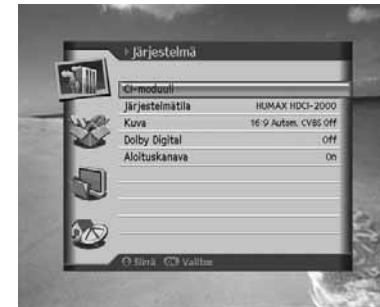 Järjestelmä
CI-moduuli
Järjestelmätila HUMAX HDCI-2000
Kuva 16:9 Autom. CVBS Off
Dolby Digital Off
Aloituskanava On
Siirrä OK Valitse